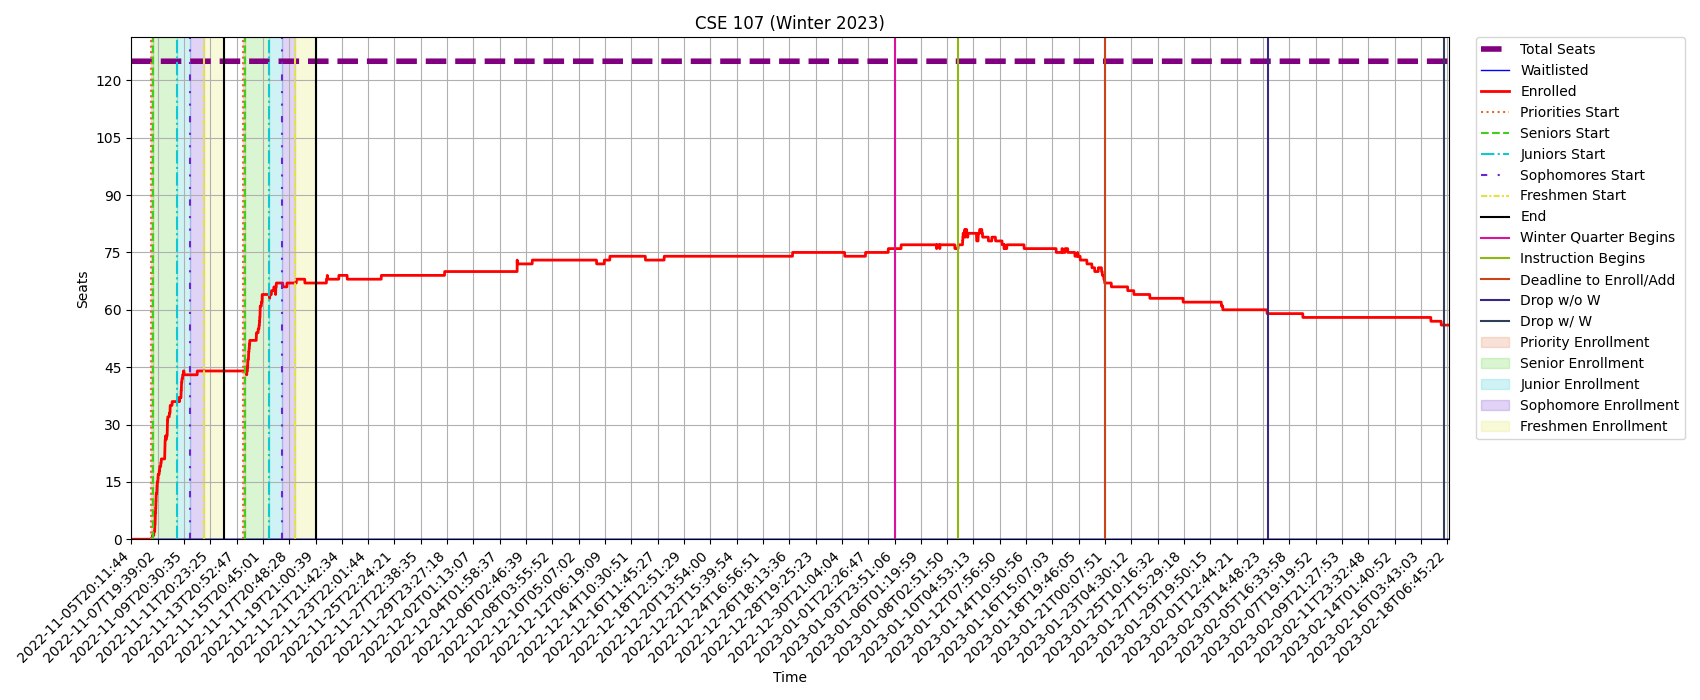 CSE 107 (Winter 2023)
Seats
120
105
90
75
60
45
30
15
0
2022-11-05T20:11:44
2022-11-07T19:39:02
2022-11-09T20:30:35
2022-11-11T20:23:25
2022-11-13T20:52:47
2022-11-15T20:45:01
2022-11-17T20:48:28
2022-11-19T21:00:39
2022-11-21T21:42:34
2022-11-23T22:01:44
2022-11-25T22:24:21
2022-11-27T22:38:35
2022-11-29T23:27:18
2022-12-02T01:13:07
2022-12-04T01:58:37
2022-12-06T02:46:39
2022-12-08T03:55:52
2022-12-10T05:07:02
2022-12-12T06:19:09
2022-12-14T10:30:51
2022-12-16T11:45:27
2022-12-18T12:51:29
2022-12-20T13:54:00
2022-12-22T15:39:54
2022-12-24T16:56:51
2022-12-26T18:13:36
2022-12-28T19:25:23
2022-12-30T21:04:04
2023-01-01T22:26:47
2023-01-03T23:51:06
2023-01-06T01:19:59
2023-01-08T02:51:50
2023-01-10T04:53:13
2023-01-12T07:56:50
2023-01-14T10:50:56
2023-01-16T15:07:03
2023-01-18T19:46:05
2023-01-21T00:07:51
2023-01-23T04:30:12
2023-01-25T10:16:32
2023-01-27T15:29:18
2023-01-29T19:50:15
2023-02-01T12:44:21
2023-02-03T14:48:23
2023-02-05T16:33:58
2023-02-07T19:19:52
2023-02-09T21:27:53
2023-02-11T23:32:48
2023-02-14T01:40:52
2023-02-16T03:43:03
2023-02-18T06:45:22
Time
Total Seats
Waitlisted
Enrolled
Priorities Start
Seniors Start
Juniors Start
Sophomores Start
Freshmen Start
End
Winter Quarter Begins
Instruction Begins
Deadline to Enroll/Add
Drop w/o W
Drop w/ W
Priority Enrollment
Senior Enrollment
Junior Enrollment
Sophomore Enrollment
Freshmen Enrollment